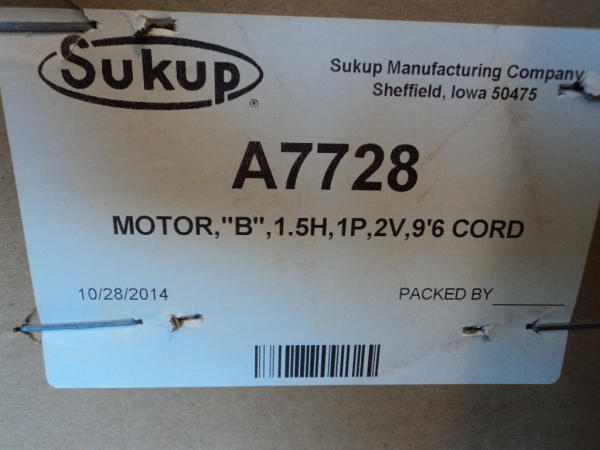 Sukup®
Sukup Manufacturing Company
Sheffield, Iowa 50475
A7728
MOTOR,"B",1.5H,1P,2V,9'6 CORD
10/28/2014
PACKED BY_______